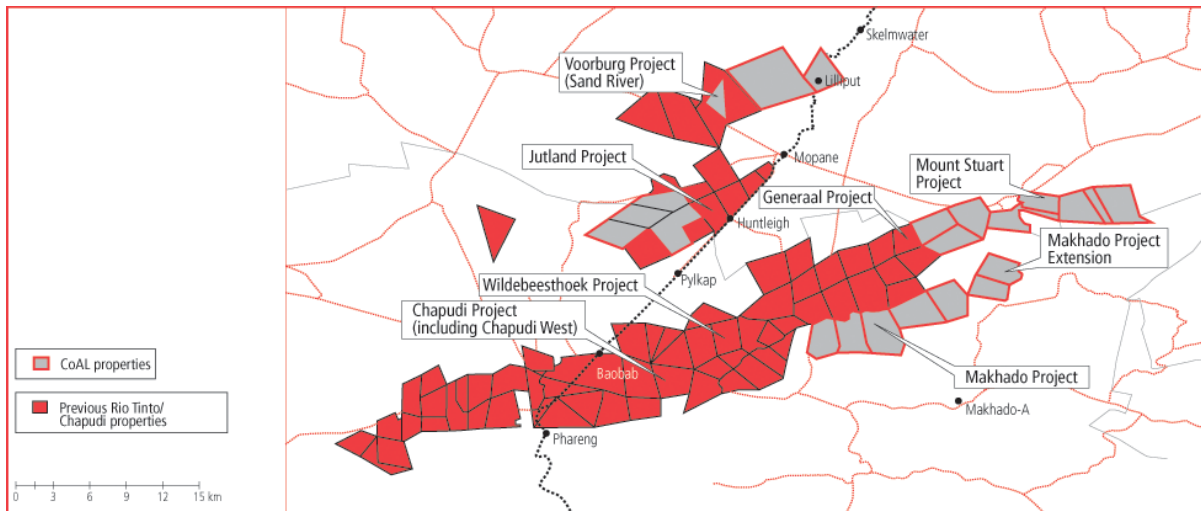 Skelmwater
Voorburg Project
(Sand River)
Lilliput
Jutland Project
Mopane
Mount Stuart
Project
Generaal Project
Huntleigh
Makhado Project
Extension
Pylkap
Wildebeesthoek Project
Chapudi Project
(including Chapudi West)
CoAL properties
Baobab
Makhado Project
Previous Rio Tinto/
Chapudi properties
Makhado-A
Phareng
0 3 6 9 12 15 km